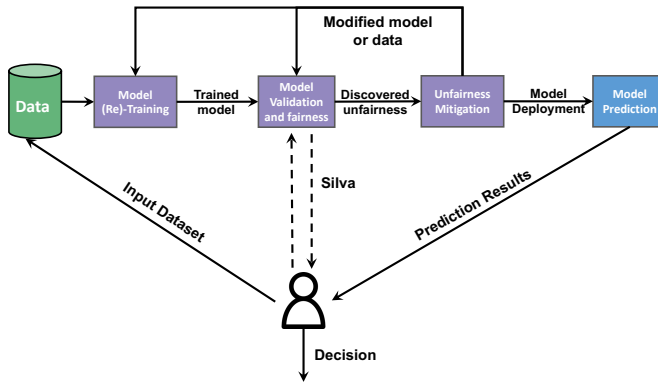 Modified model
or data
Data
Model
(Re)-Training
Trained
model
Model
Validation
and fairness
Discovered
unfairness
Unfairness
Mitigation
Model
Deployment
Model
Prediction
Silva
Input Dataset
Prediction Results
Decision